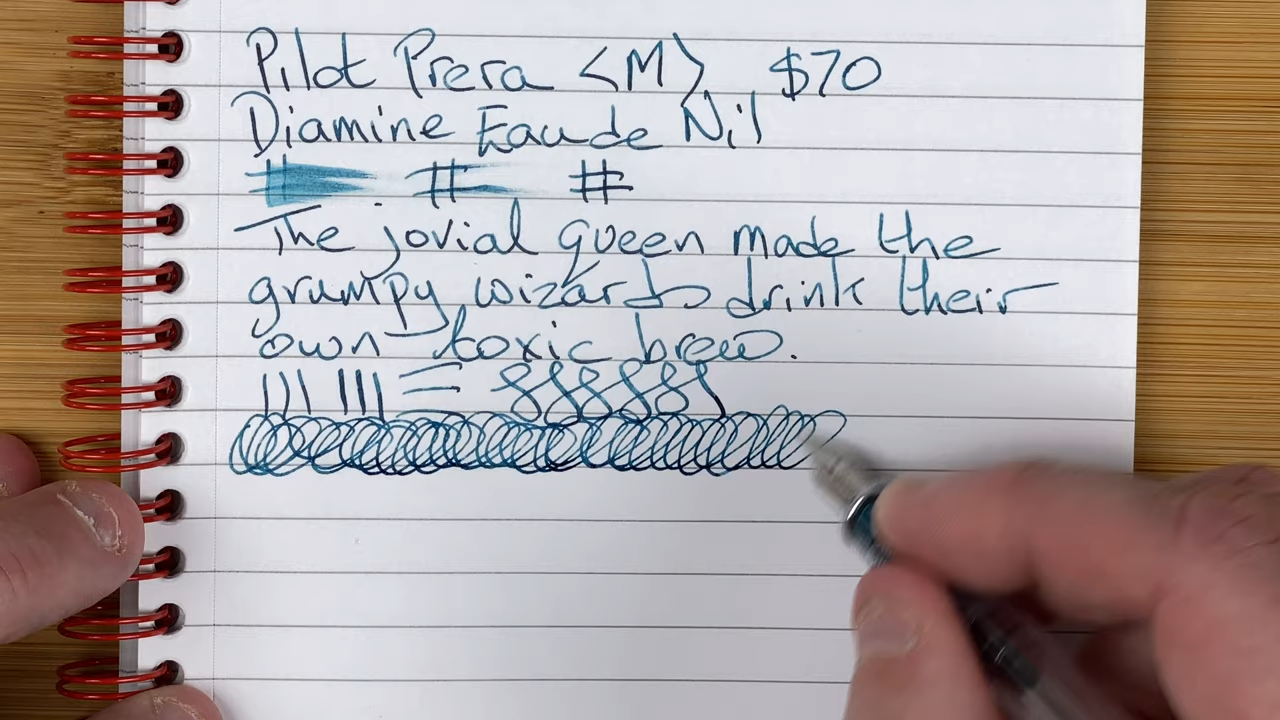 Pilot Prera <M> $70
Diamine Eau de Nil
# # #
The jovial queen made the
grumpy wizards drink their
own toxic brew.